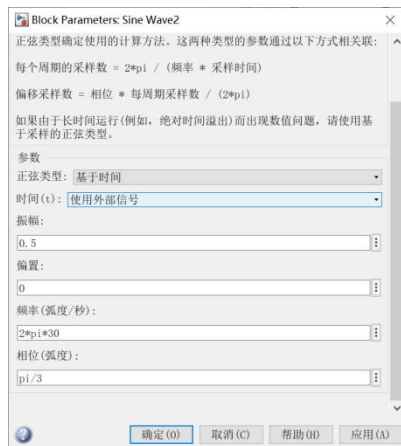 Block Parameters: Sine Wave2
正弦类型确定使用的计算方法。这两种类型的参数通过以下方式相关联:
每个周期的采样数 = 2*pi / (频率 * 采样时间)
偏移采样数 = 相位 * 每周期采样数 / (2*pi)
如果由于长时间运行(例如，绝对时间溢出)而出现数值问题，请使用基
于采样的正弦类型。
参数
正弦类型: 基于时间
时间(t): 使用外部信号
振幅:
0.5
偏置:
0
频率(弧度/秒):
2*pi*30
相位(弧度):
pi/3
确定(O) 取消(C) 帮助(H) 应用(A)